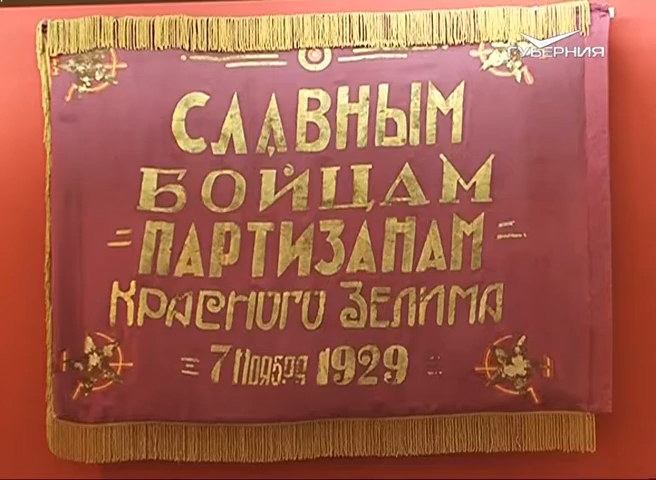 ГУБЕРНИЯ
СЛАВНЫМ
БОЙЦАМ
=ПАРТИЗАНАМ=
КРАСНОГО ЗЕЛИМА
=7 Ноября 1929=